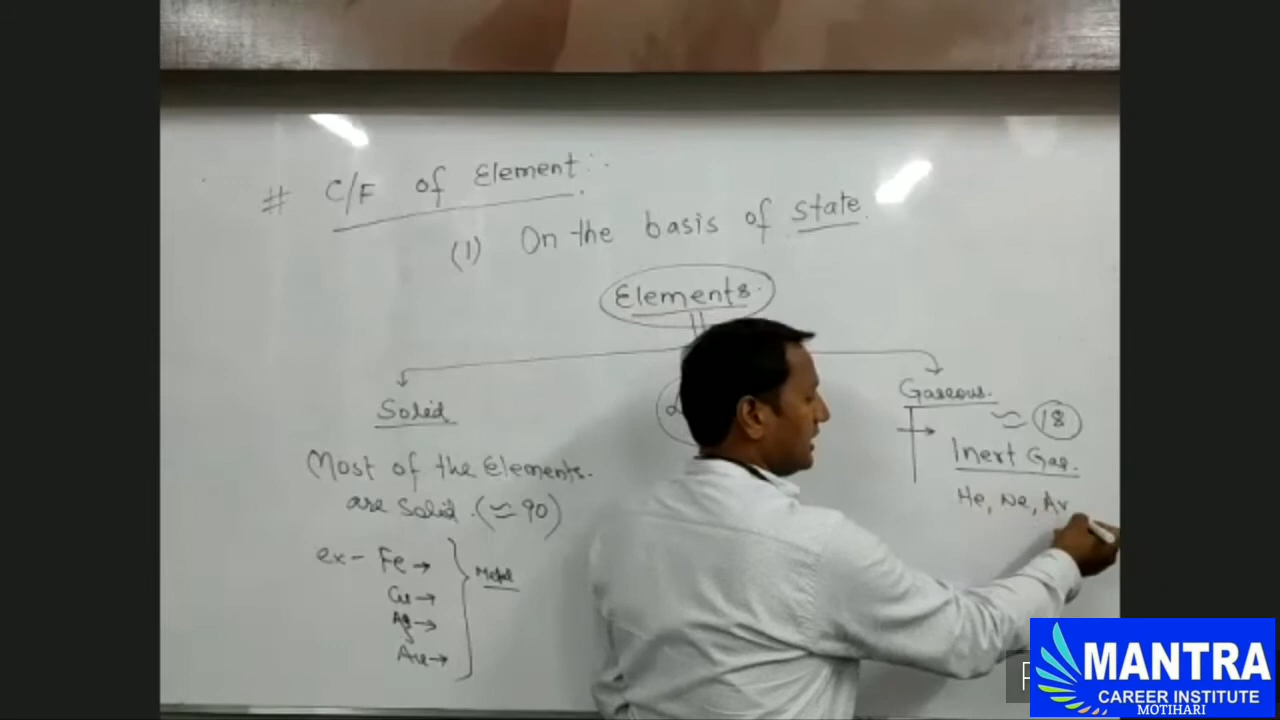 # C/F of Element :-
(1) On the basis of state.
Elements.
Solid
Most of the Elements.
are solid. (≈ 90)
ex- Fe →
Cu →
Ag →
Au →
Metal
Gaseous.
≈ 18
Inert Gas.
He, Ne, Ar
MANTRA
CAREER INSTITUTE
MOTIHARI